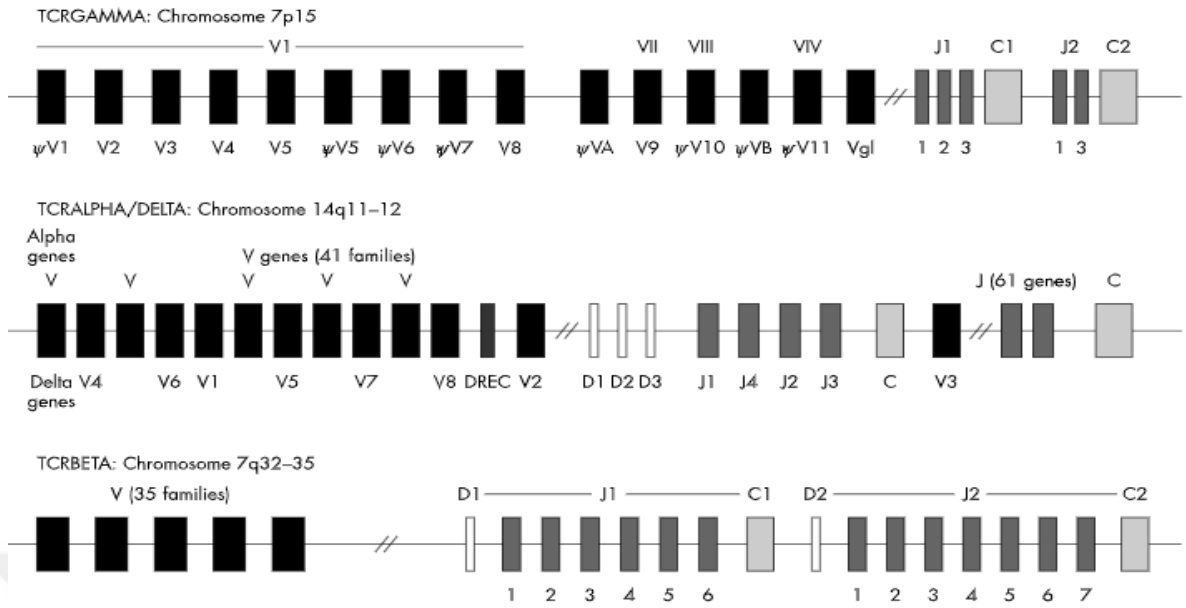 TCRGAMMA: Chromosome 7p15
V1 VII VIII VIV J1 C1 J2 C2
ψV1 V2 V3 V4 V5 ψV5 ψV6 ψV7 V8 ψVA V9 ψV10 ψVB ψV11 Vgl 1 2 3 1 3
TCRALPHA/DELTA: Chromosome 14q11–12
Alpha
genes V genes (41 families)
V V V V V J (61 genes) C
Delta V4 V6 V1 V5 V7 V8 DREC V2 D1 D2 D3 J1 J4 J2 J3 C V3
genes
TCRBETA: Chromosome 7q32–35
V (35 families) D1 J1 C1 D2 J2 C2
1 2 3 4 5 6 1 2 3 4 5 6 7